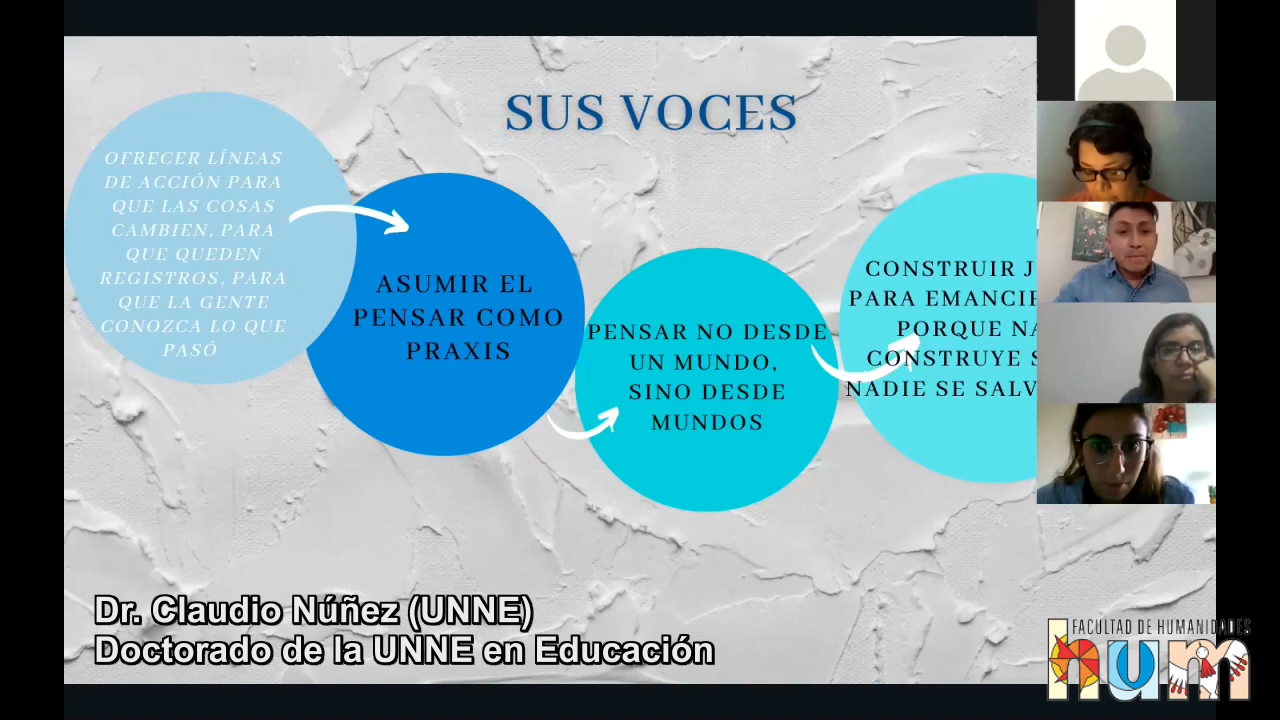 SUS VOCES
OFRECER LÍNEAS
DE ACCIÓN PARA
QUE LAS COSAS
CAMBIEN, PARA
QUE QUEDEN
REGISTROS, PARA
QUE LA GENTE
CONOZCA LO QUE
PASÓ
ASUMIR EL
PENSAR COMO
PRAXIS
PENSAR NO DESDE
UN MUNDO,
SINO DESDE
MUNDOS
CONSTRUIR
PARA
PORQUE
CONSTRUYE
NADIE SE
Dr. Claudio Núñez (UNNE)
Doctorado de la UNNE en Educación
FACULTAD DE HUMANIDADES
hum